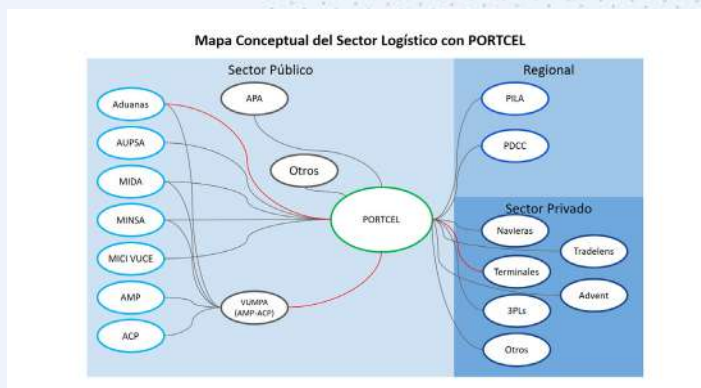 Mapa Conceptual del Sector Logístico con PORTCEL
Sector Público
Regional
Aduanas
APA
PILA
AUPSA
PDCC
MIDA
Otros
MINSA
PORTCEL
Sector Privado
Navieras
Tradelens
MICI VUCE
Terminales
AMP
VUMPA
(AMP-ACP)
Advent
3PLs
ACP
Otros